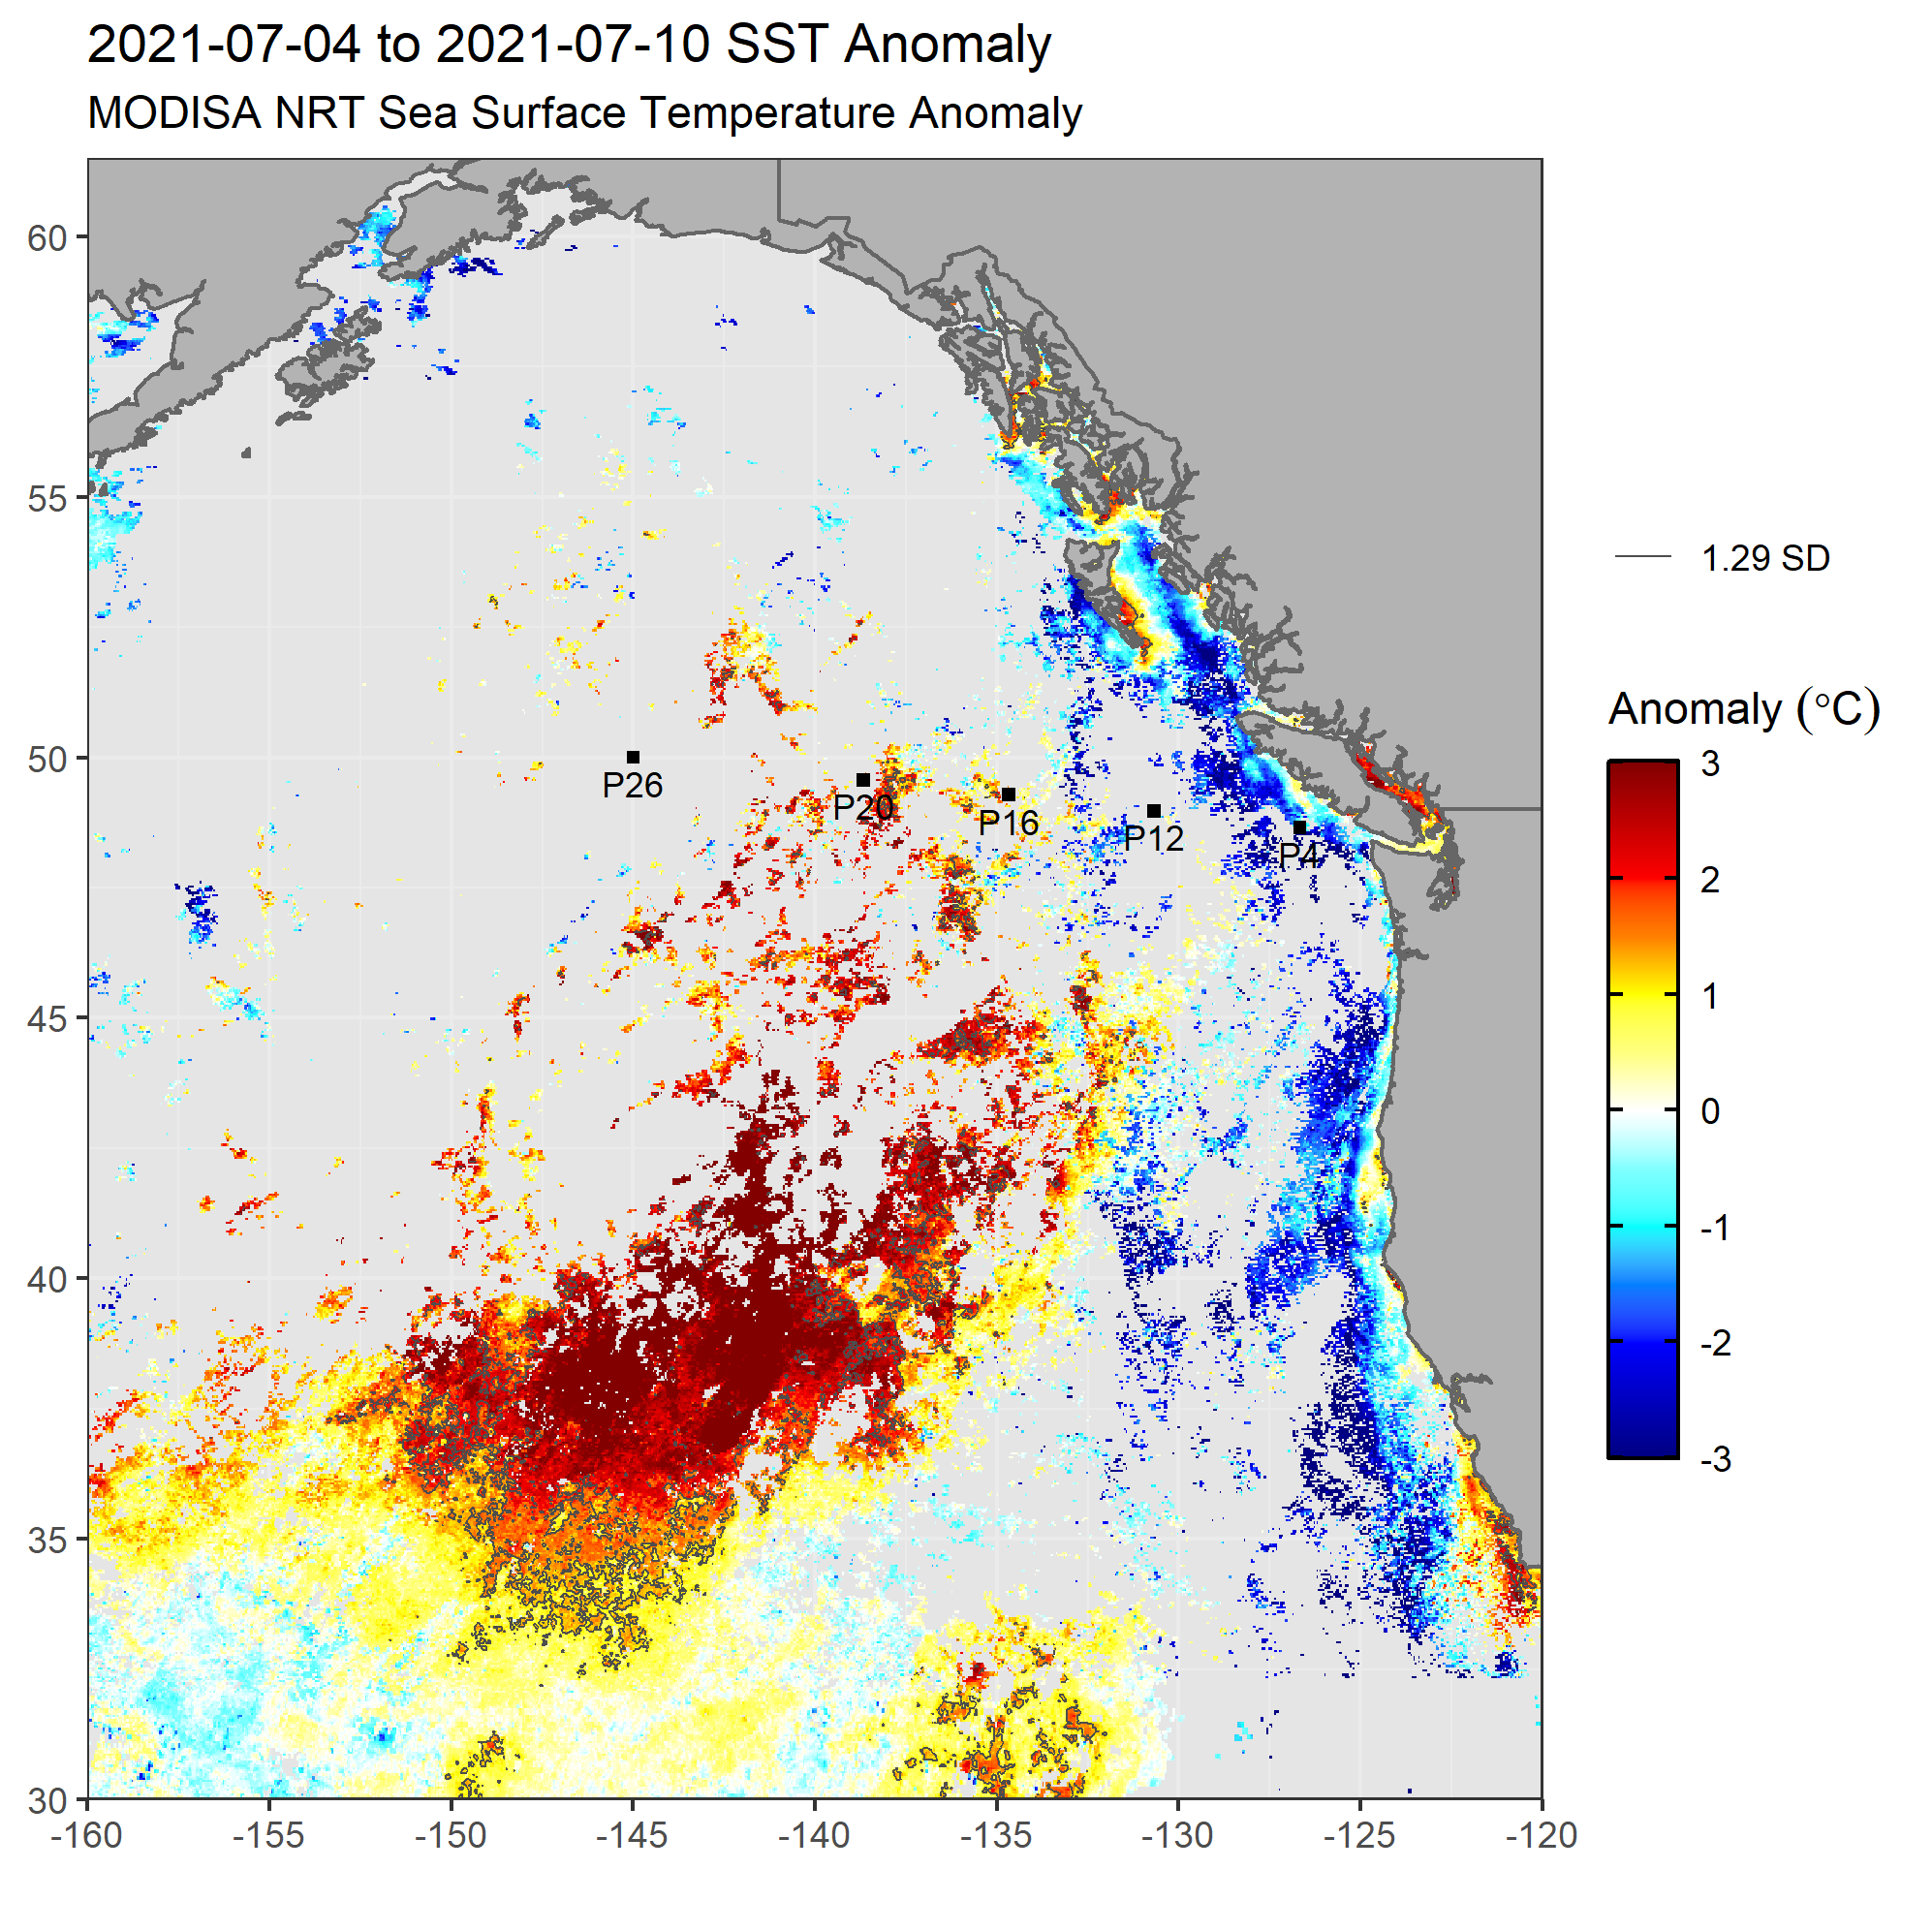 2021-07-04 to 2021-07-10 SST Anomaly
MODISA NRT Sea Surface Temperature Anomaly
60
55
50
45
40
35
30
-160
-155
-150
-145
-140
-135
-130
-125
-120
P26
P20
P16
P12
P4
1.29 SD
Anomaly (°C)
3
2
1
0
-1
-2
-3